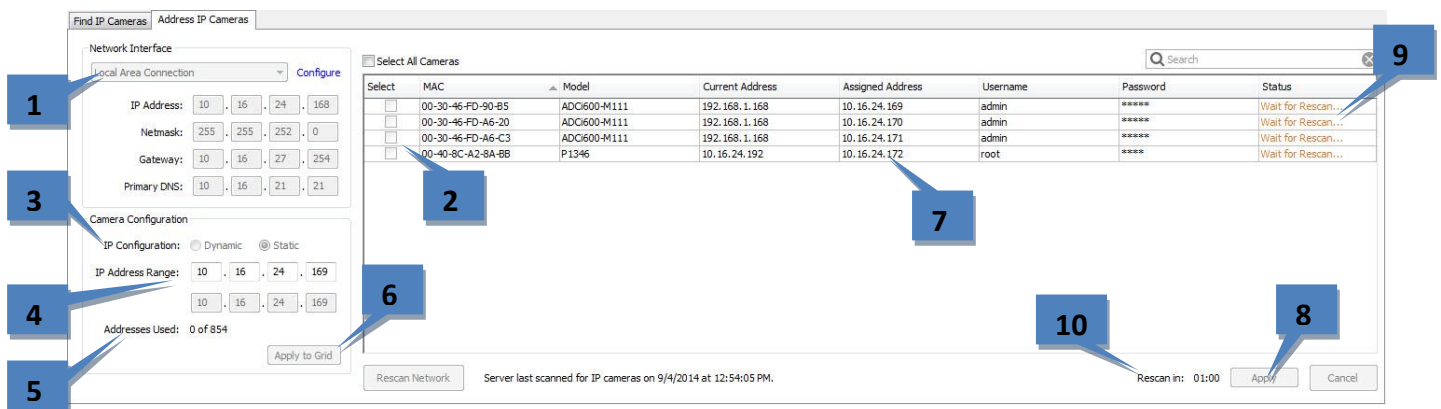 Find IP Cameras Address IP Cameras
Network Interface
Local Area Connection Configure
IP Address: 10 . 16 . 24 . 168
Netmask: 255 . 255 . 252 . 0
Gateway: 10 . 16 . 27 . 254
Primary DNS: 10 . 16 . 21 . 21
Camera Configuration
IP Configuration: Dynamic Static
IP Address Range: 10 . 16 . 24 . 169
10 . 16 . 24 . 169
Addresses Used: 0 of 854
Apply to Grid
1
3
4
5
6
Select All Cameras Search
Select MAC Model Current Address Assigned Address Username Password Status
00-30-46-FD-90-B5 ADCi600-M111 192.168.1.168 10.16.24.169 admin ***** Wait for Rescan...
00-30-46-FD-A6-20 ADCi600-M111 192.168.1.168 10.16.24.170 admin ***** Wait for Rescan...
00-30-46-FD-A6-C3 ADCi600-M111 192.168.1.168 10.16.24.171 admin ***** Wait for Rescan...
00-40-8C-A2-8A-BB P1346 10.16.24.192 10.16.24.172 root **** Wait for Rescan...
9
2
7
10
8
Rescan Network Server last scanned for IP cameras on 9/4/2014 at 12:54:05 PM. Rescan in: 01:00 Apply Cancel